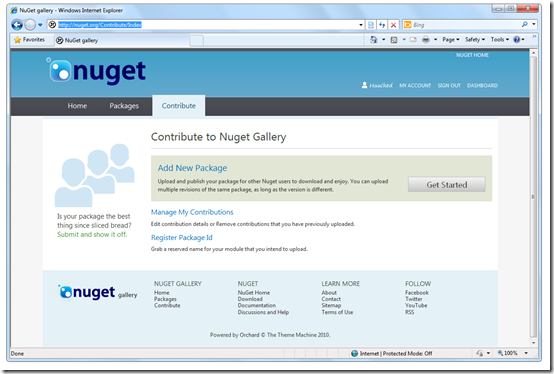 NuGet gallery - Windows Internet Explorer
http://nuget.org/Contribute/Index
Bing
Favorites
NuGet gallery
Page
Safety
Tools
NUGET HOME
nuget
Haacked
MY ACCOUNT
SIGN OUT
DASHBOARD
Home
Packages
Contribute
Contribute to Nuget Gallery
Add New Package
Upload and publish your package for other Nuget users to download and enjoy. You can upload
multiple revisions of the same package, as long as the version is different.
Get Started
Is your package the best
thing since sliced bread?
Submit and show it off.
Manage My Contributions
Edit contribution details or Remove contributions that you have previously uploaded.
Register Package Id
Grab a reserved name for your module that you intend to upload.
nuget gallery
NUGET GALLERY
Home
Packages
Contribute
NUGET
NuGet Home
Download
Documentation
Discussions and Help
LEARN MORE
About
Contact
Sitemap
Terms of Use
FOLLOW
Facebook
Twitter
YouTube
RSS
Powered by Orchard © The Theme Machine 2010.
Done
Internet | Protected Mode: Off
100%